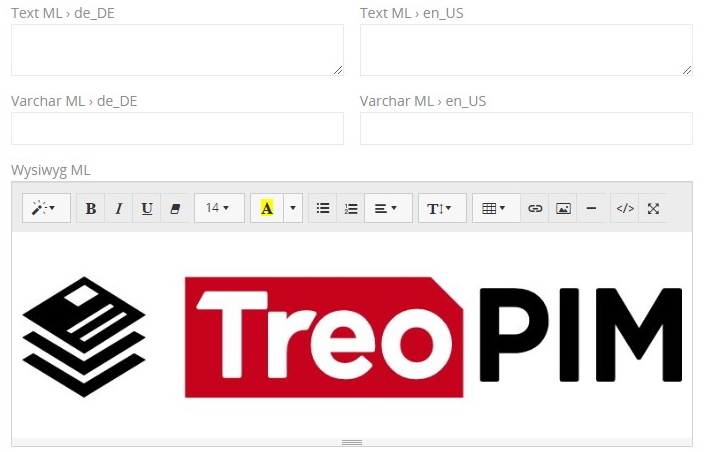 Text ML › de_DE Text ML › en_US
Varchar ML › de_DE Varchar ML › en_US
Wysiwyg ML
B I U 14 A T </>
TreoPIM